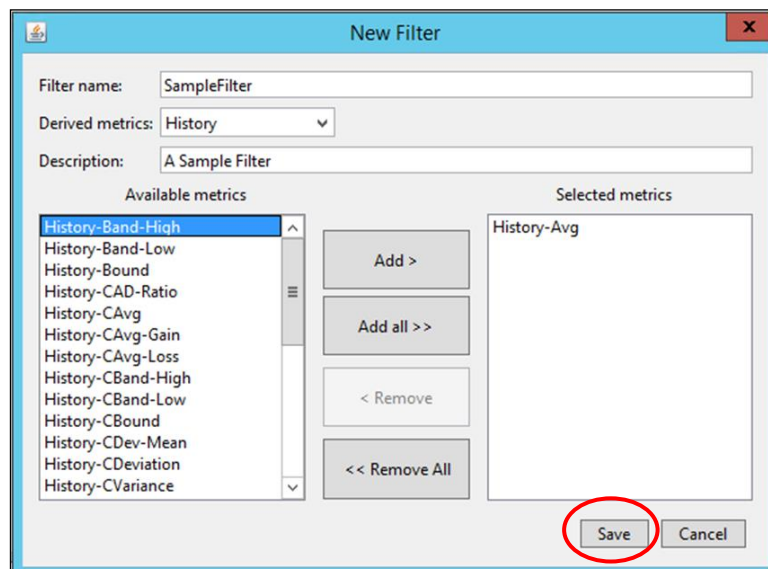 New Filter
x
Filter name: SampleFilter
Derived metrics: History
Description: A Sample Filter
Available metrics
Selected metrics
History-Band-High
History-Band-Low
History-Bound
History-CAD-Ratio
History-CAvg
History-CAvg-Gain
History-CAvg-Loss
History-CBand-High
History-CBand-Low
History-CBound
History-CDev-Mean
History-CDeviation
History-CVariance
Add >
Add all >>
< Remove
<< Remove All
History-Avg
Save
Cancel